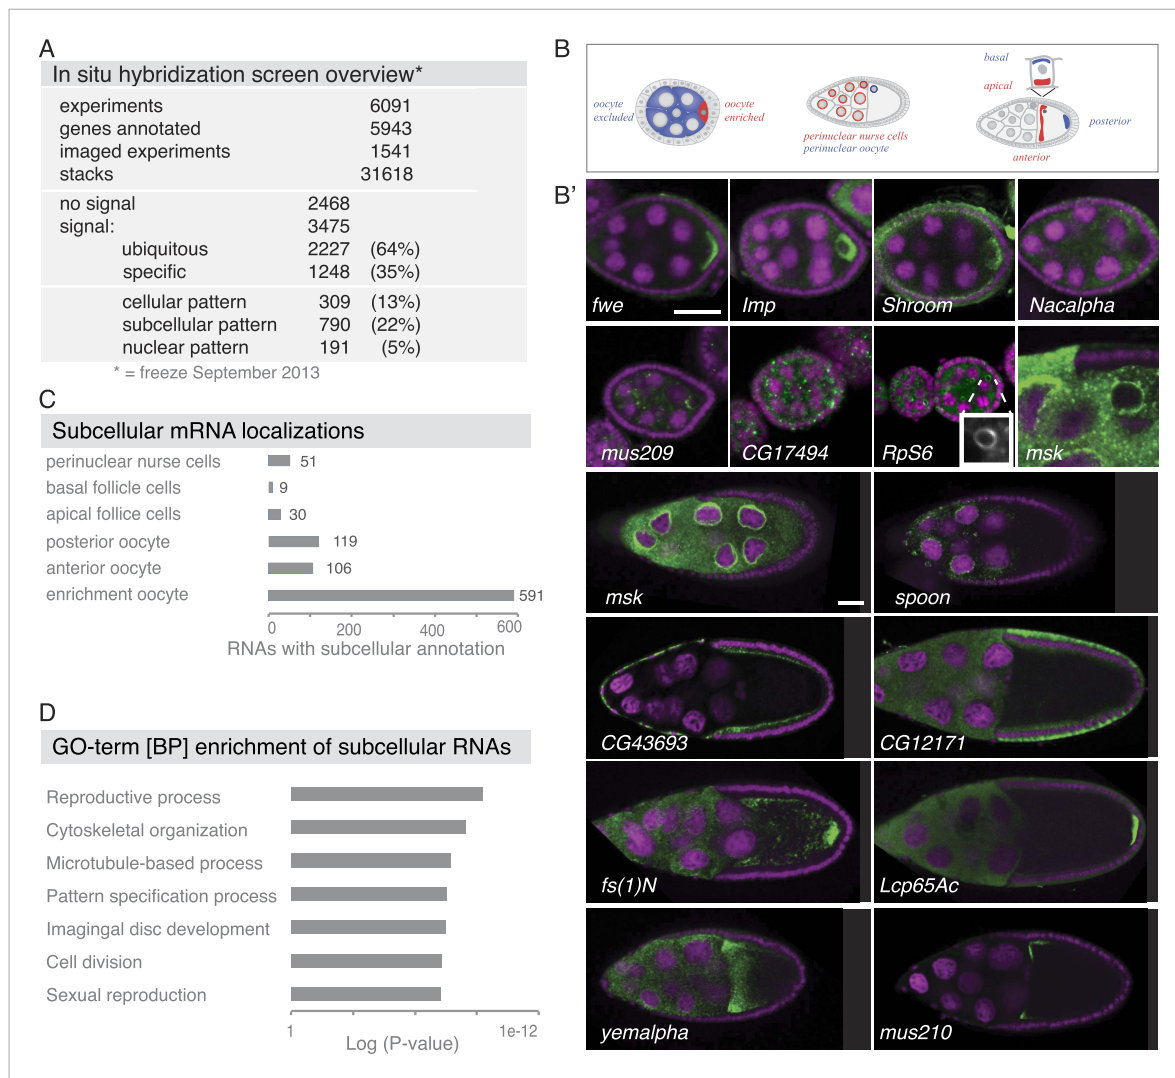 A
In situ hybridization screen overview*
experiments 6091
genes annotated 5943
imaged experiments 1541
stacks 31618
no signal 2468
signal: 3475
ubiquitous 2227 (64%)
specific 1248 (35%)
cellular pattern 309 (13%)
subcellular pattern 790 (22%)
nuclear pattern 191 (5%)
* = freeze September 2013
C
Subcellular mRNA localizations
perinuclear nurse cells 51
basal follicle cells 9
apical follice cells 30
posterior oocyte 119
anterior oocyte 106
enrichment oocyte 591
0 200 400 600
RNAs with subcellular annotation
D
GO-term [BP] enrichment of subcellular RNAs
Reproductive process
Cytoskeletal organization
Microtubule-based process
Pattern specification process
Imagingal disc development
Cell division
Sexual reproduction
1 1e-12
Log (P-value)
B
oocyte
excluded
oocyte
enriched
perinuclear nurse cells
perinuclear oocyte
basal
apical
posterior
anterior
B'
fwe Imp Shroom Nacalpha
mus209 CG17494 RpS6 msk
msk spoon
CG43693 CG12171
fs(1)N Lcp65Ac
yemalpha mus210